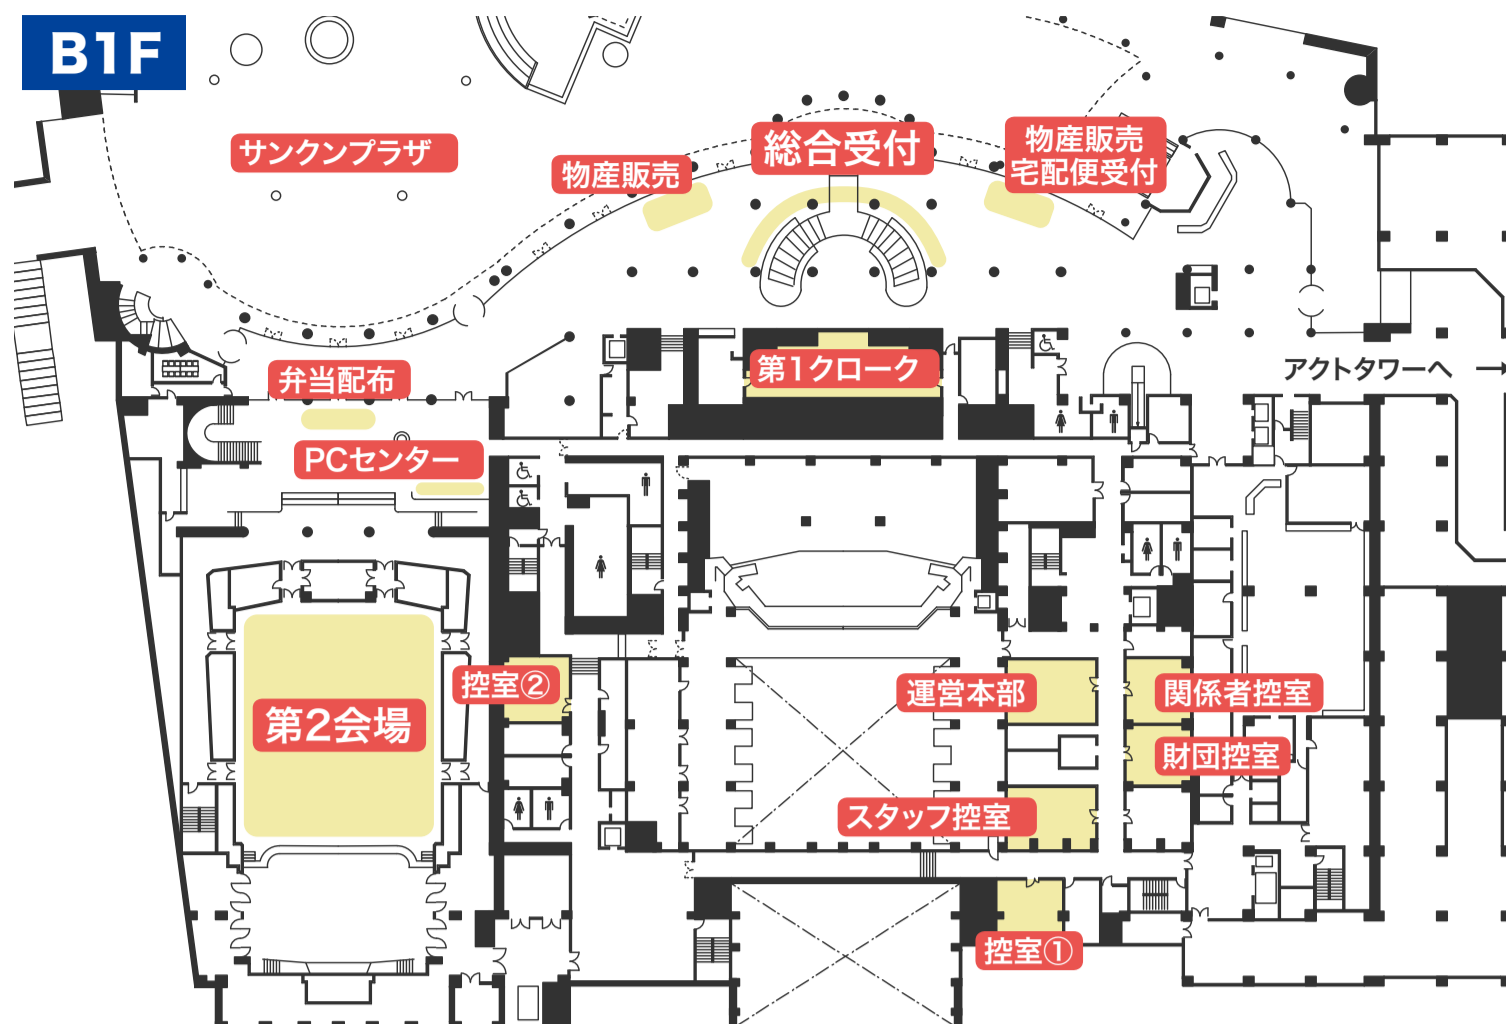 B1F
サンクンプラザ
物産販売
総合受付
物産販売
宅配便受付
弁当配布
第1クローク
アクトタワーへ →
PCセンター
控室②
第2会場
運営本部
関係者控室
財団控室
スタッフ控室
控室①